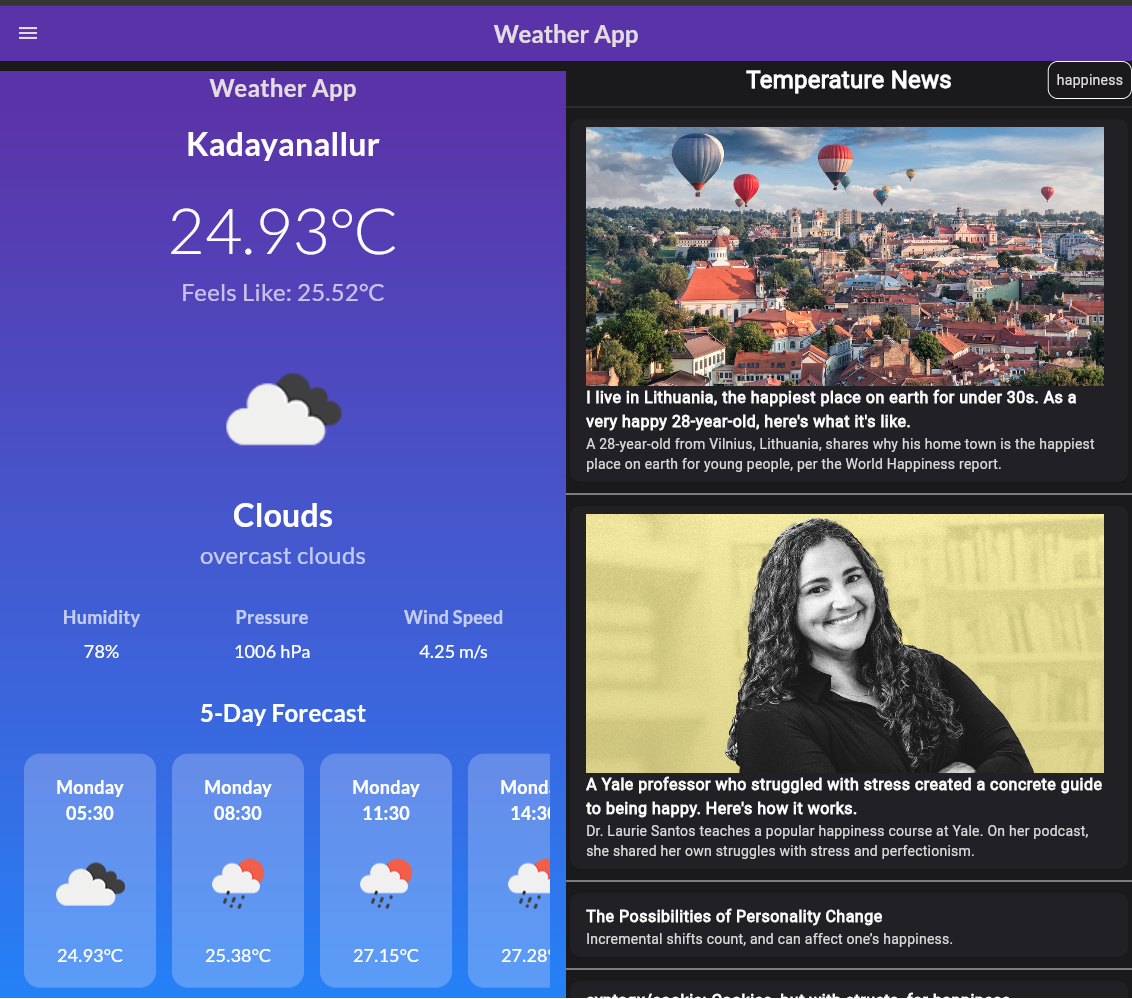 Weather App
Weather App
Kadayanallur
24.93°C
Feels Like: 25.52°C
Clouds
overcast clouds
Humidity Pressure Wind Speed
78% 1006 hPa 4.25 m/s
5-Day Forecast
Monday
05:30
24.93°C
Monday
08:30
25.38°C
Monday
11:30
27.15°C
14:30
27.28°
Temperature News
happiness
I live in Lithuania, the happiest place on earth for under 30s. As a
very happy 28-year-old, here's what it's like.
A 28-year-old from Vilnius, Lithuania, shares why his home town is the happiest
place on earth for young people, per the World Happiness report.
A Yale professor who struggled with stress created a concrete guide
to being happy. Here's how it works.
Dr. Laurie Santos teaches a popular happiness course at Yale. On her podcast,
she shared her own struggles with stress and perfectionism.
The Possibilities of Personality Change
Incremental shifts count, and can affect one's happiness.